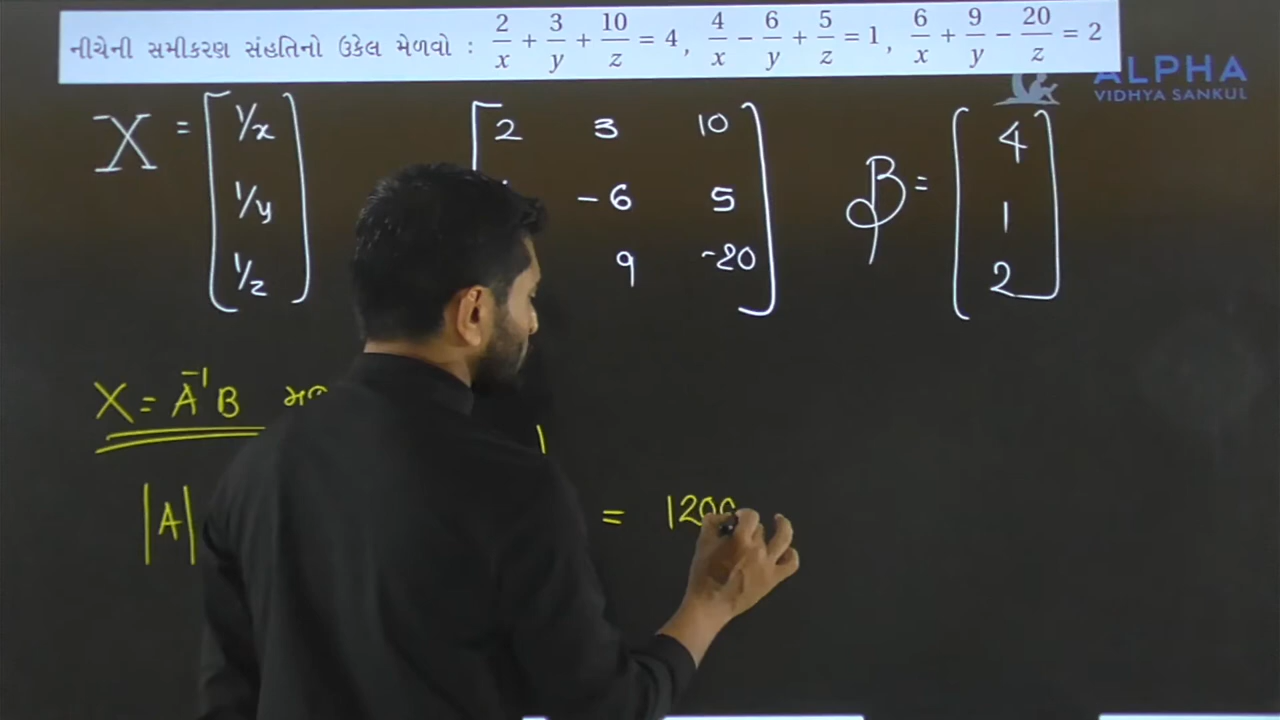 નીચેની સમીકરણ સંહતિનો ઉકેલ મેળવો : 2/x + 3/y + 10/z = 4, 4/x - 6/y + 5/z = 1, 6/x + 9/y - 20/z = 2
ALPHA
VIDHYA SANKUL
X = [ 1/x
1/y
1/z ]
[ 2 3 10
-6 5
9 -20 ]
B = [ 4
1
2 ]
X = A⁻¹B
|A|
= 1200